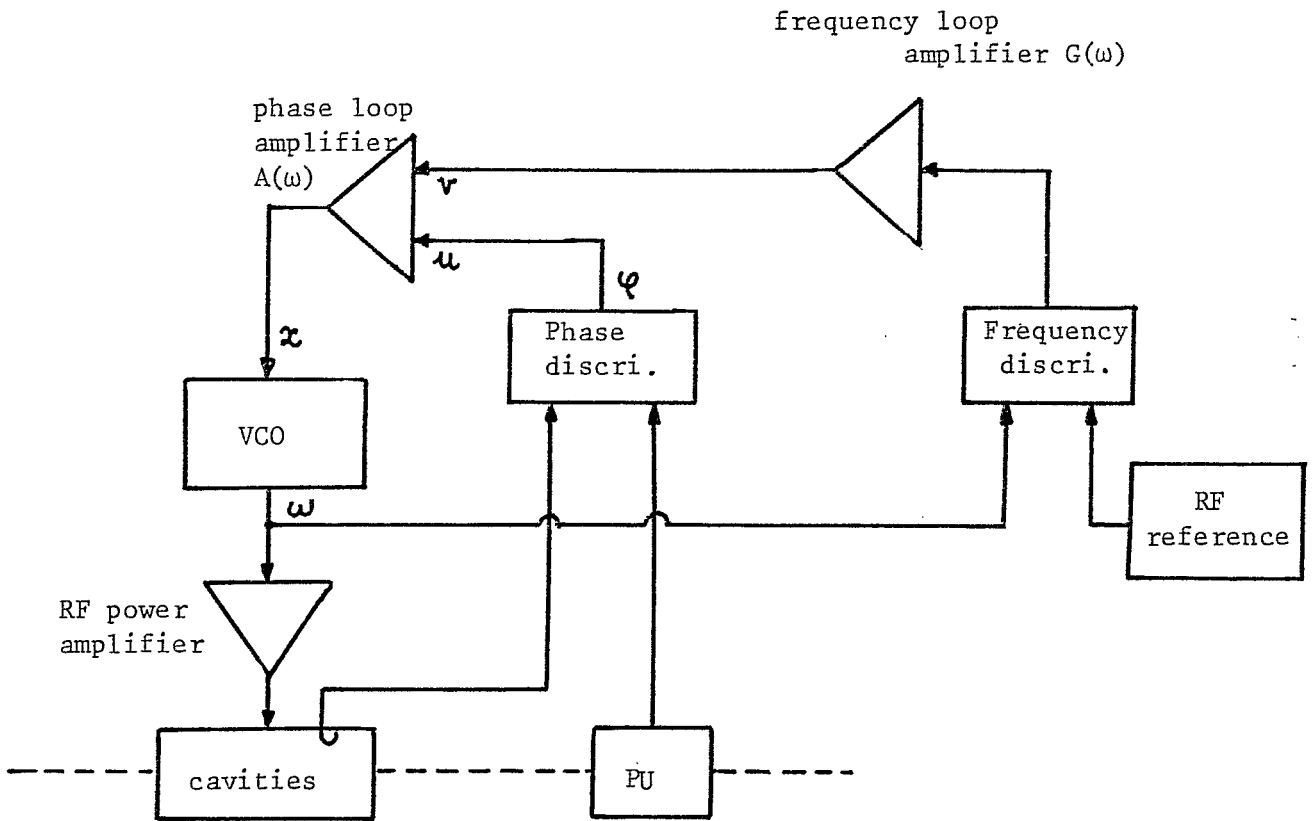 frequency loop
amplifier G(ω)
phase loop
amplifier
A(ω)
v
u
φ
x
Phase
discri.
Frequency
discri.
VCO
ω
RF
reference
RF power
amplifier
cavities
PU